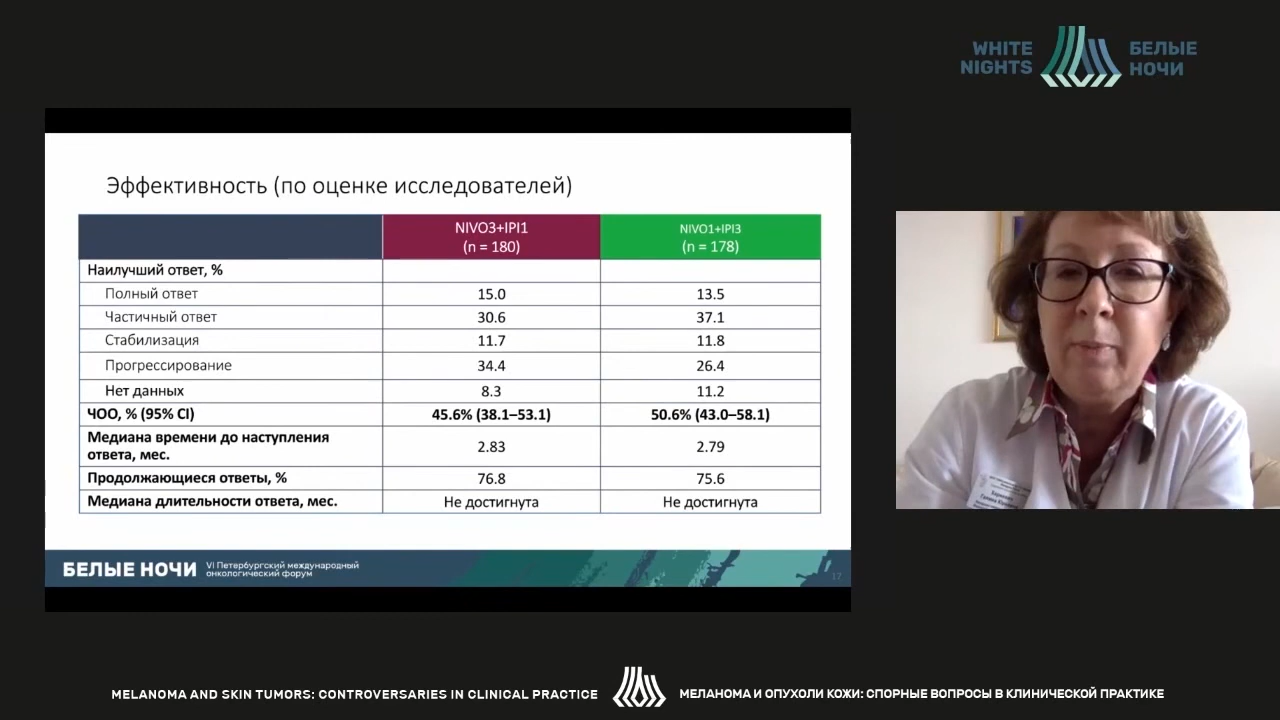 WHITE
NIGHTS
БЕЛЫЕ
НОЧИ
Эффективность (по оценке исследователей)
NIVO3+IPI1
(n = 180)
NIVO1+IPI3
(n = 178)
Наилучший ответ, %
Полный ответ 15.0 13.5
Частичный ответ 30.6 37.1
Стабилизация 11.7 11.8
Прогрессирование 34.4 26.4
Нет данных 8.3 11.2
ЧОО, % (95% CI) 45.6% (38.1–53.1) 50.6% (43.0–58.1)
Медиана времени до наступления
ответа, мес. 2.83 2.79
Продолжающиеся ответы, % 76.8 75.6
Медиана длительности ответа, мес. Не достигнута Не достигнута
БЕЛЫЕ НОЧИ
VI Петербургский международный
онкологический форум
17
MELANOMA AND SKIN TUMORS: CONTROVERSARIES IN CLINICAL PRACTICE
МЕЛАНОМА И ОПУХОЛИ КОЖИ: СПОРНЫЕ ВОПРОСЫ В КЛИНИЧЕСКОЙ ПРАКТИКЕ